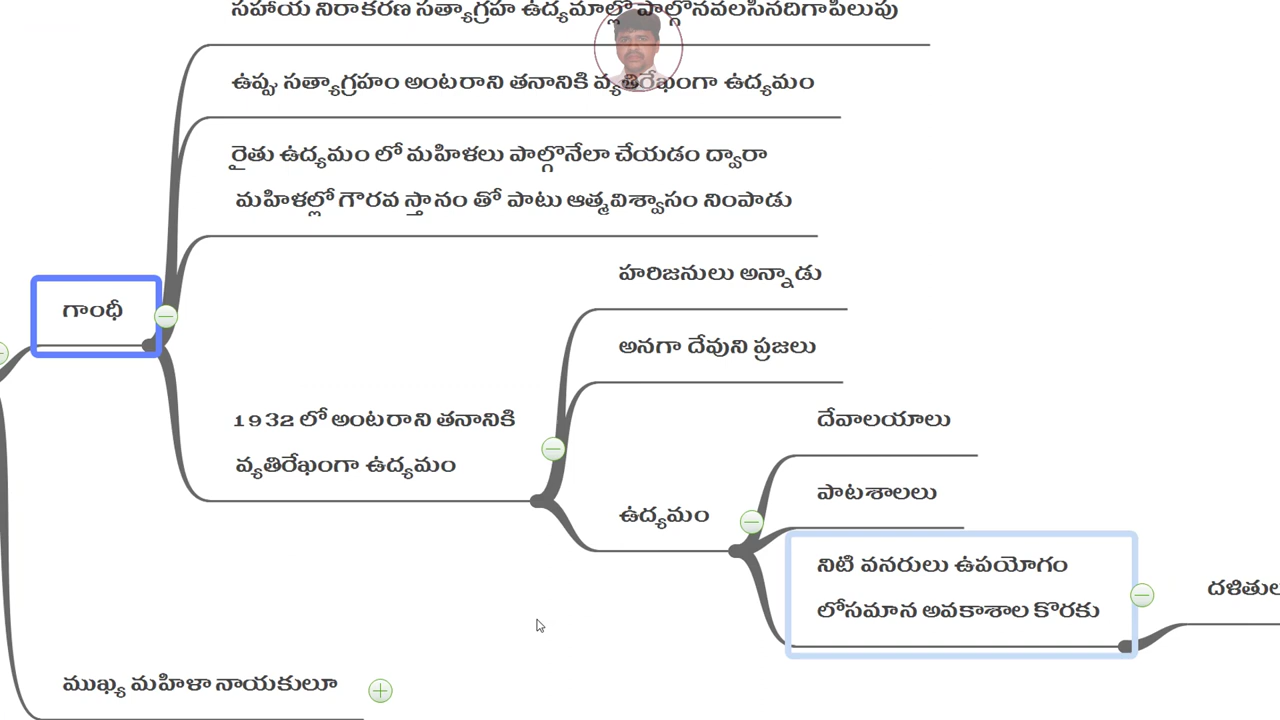 సహాయ నిరాకరణ సత్యాగ్రహ ఉద్యమాల్లో పాల్గొనవలసినదిగాపిలుపు
ఉప్పు సత్యాగ్రహం అంటరాని తనానికి వ్యతిరేఖంగా ఉద్యమం
రైతు ఉద్యమం లో మహిళలు పాల్గొనేలా చేయడం ద్వారా
మహిళల్లో గౌరవ స్తానం తో పాటు ఆత్మవిశ్వాసం నింపాడు
హరిజనులు అన్నాడు
గాంధీ
అనగా దేవుని ప్రజలు
1932 లో అంటరాని తనానికి
వ్యతిరేఖంగా ఉద్యమం
దేవాలయాలు
పాటశాలలు
ఉద్యమం
నిటి వనరులు ఉపయోగం
లోసమాన అవకాశాల కొరకు
ముఖ్య మహిళా నాయకులూ